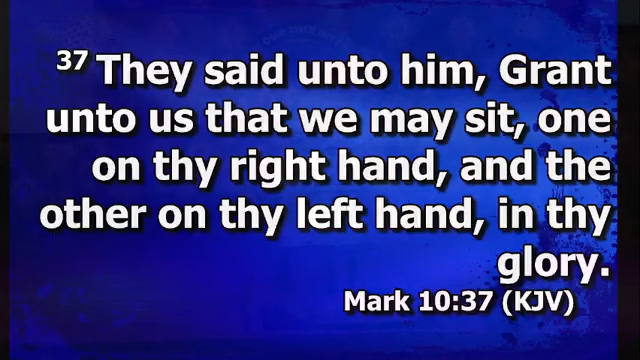 37 They said unto him, Grant
unto us that we may sit, one
on thy right hand, and the
other on thy left hand, in thy
glory.
Mark 10:37 (KJV)